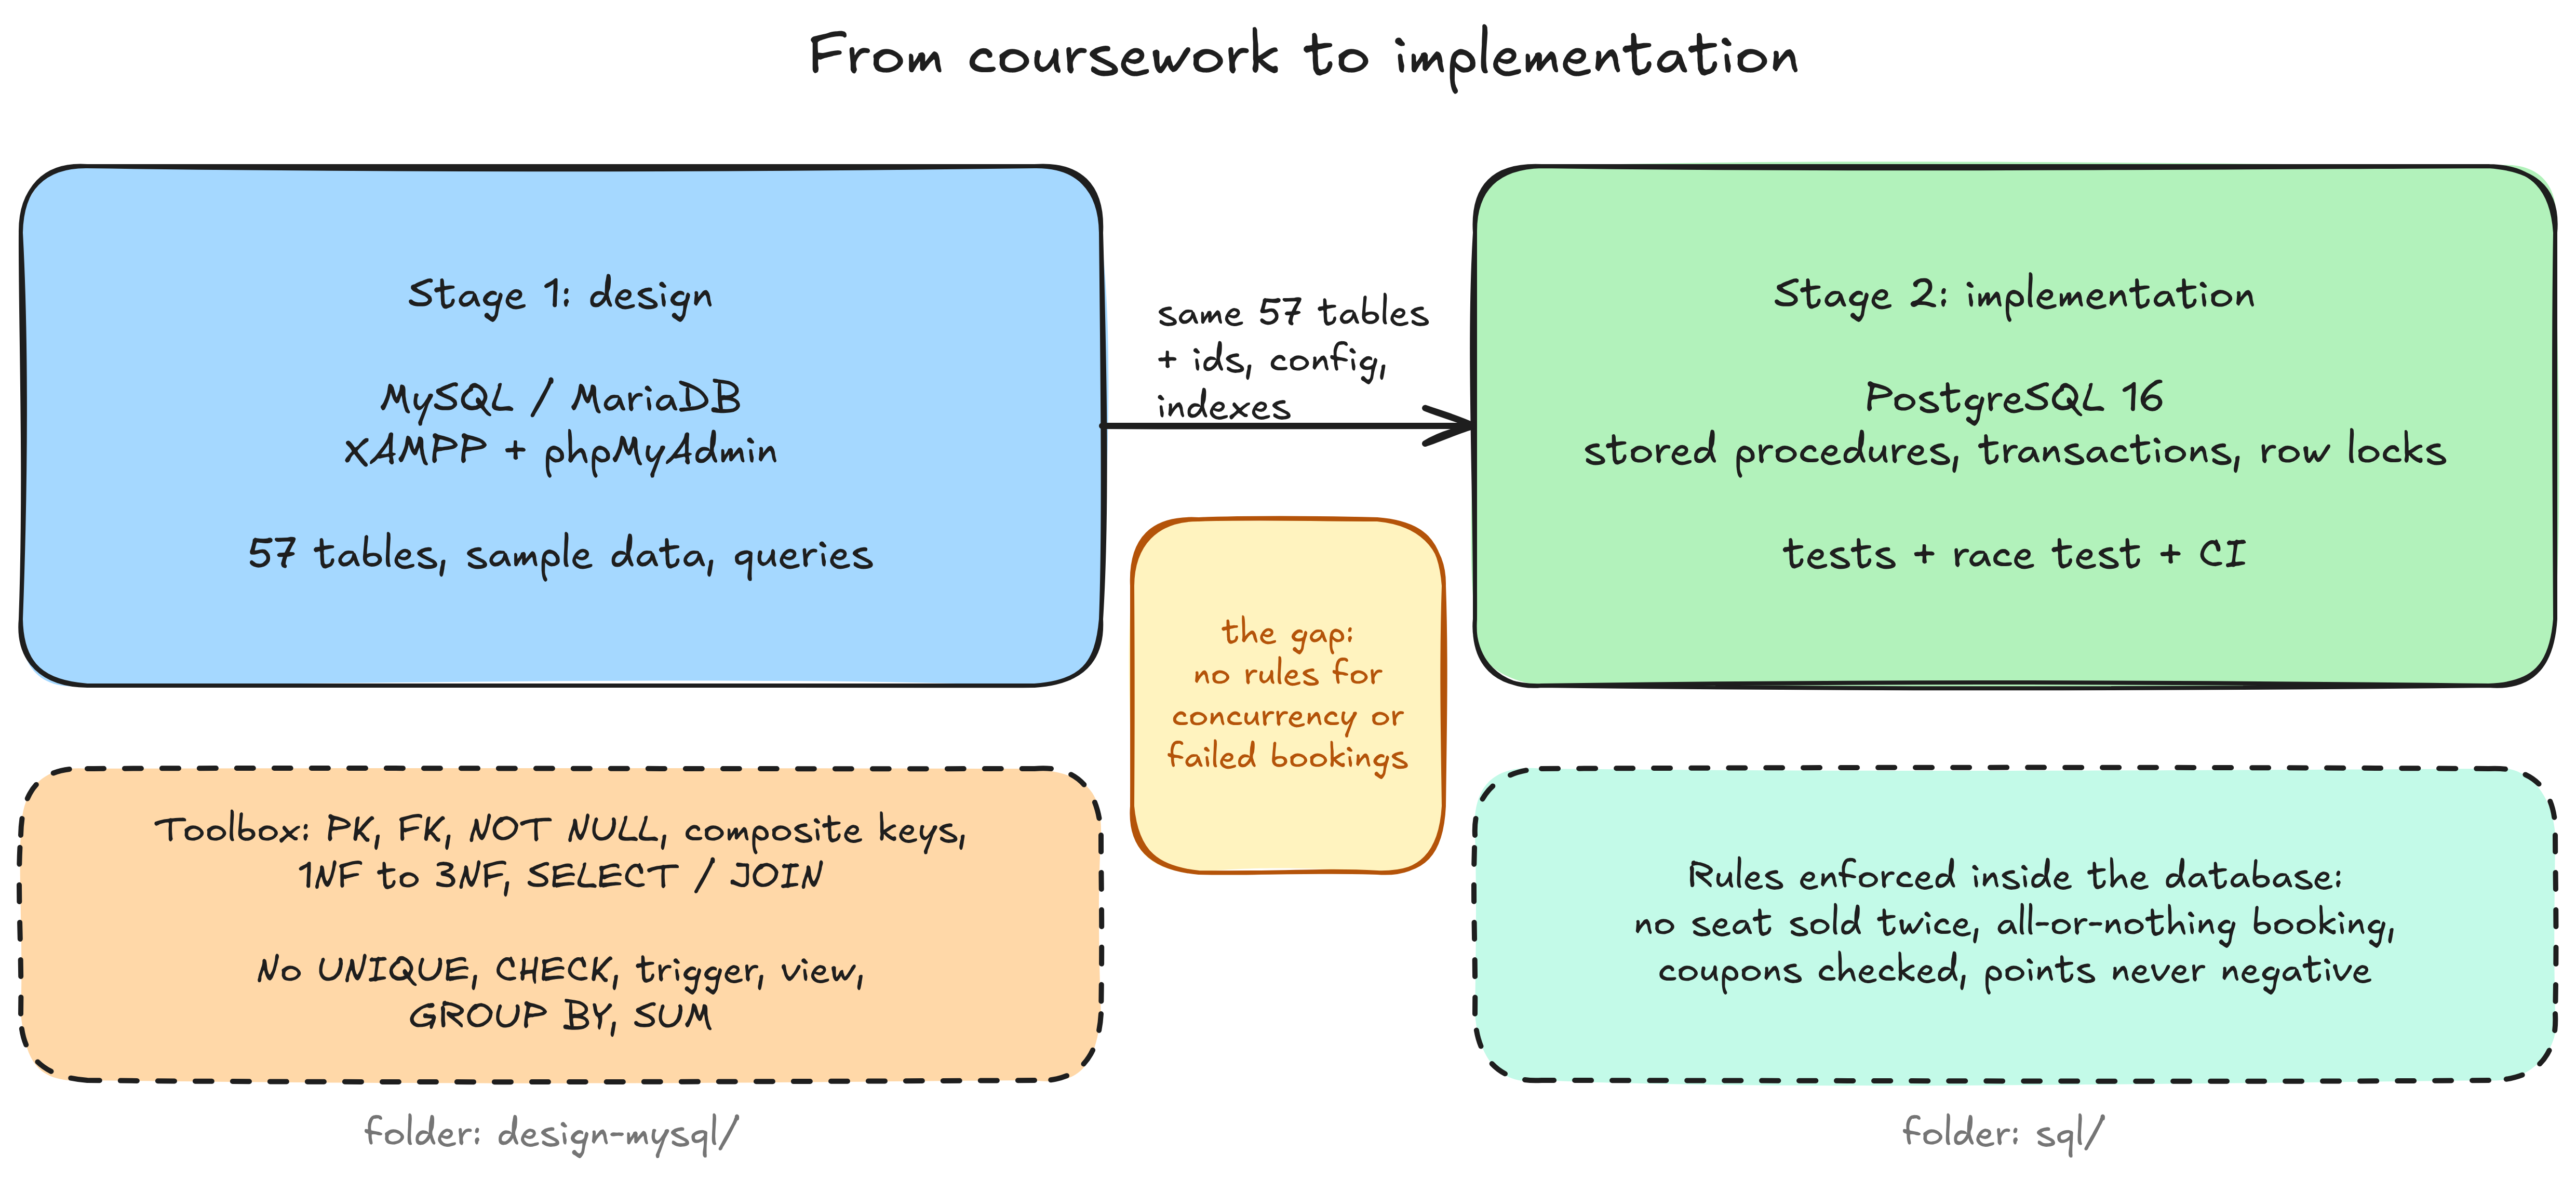 From coursework to implementation
Stage 1: design
MySQL / MariaDB
XAMPP + phpMyAdmin
57 tables, sample data, queries
same 57 tables
+ ids, config,
indexes
Stage 2: implementation
PostgreSQL 16
stored procedures, transactions, row locks
tests + race test + CI
the gap:
no rules for
concurrency or
failed bookings
Toolbox: PK, FK, NOT NULL, composite keys,
1NF to 3NF, SELECT / JOIN
No UNIQUE, CHECK, trigger, view,
GROUP BY, SUM
Rules enforced inside the database:
no seat sold twice, all-or-nothing booking,
coupons checked, points never negative
folder: design-mysql/
folder: sql/